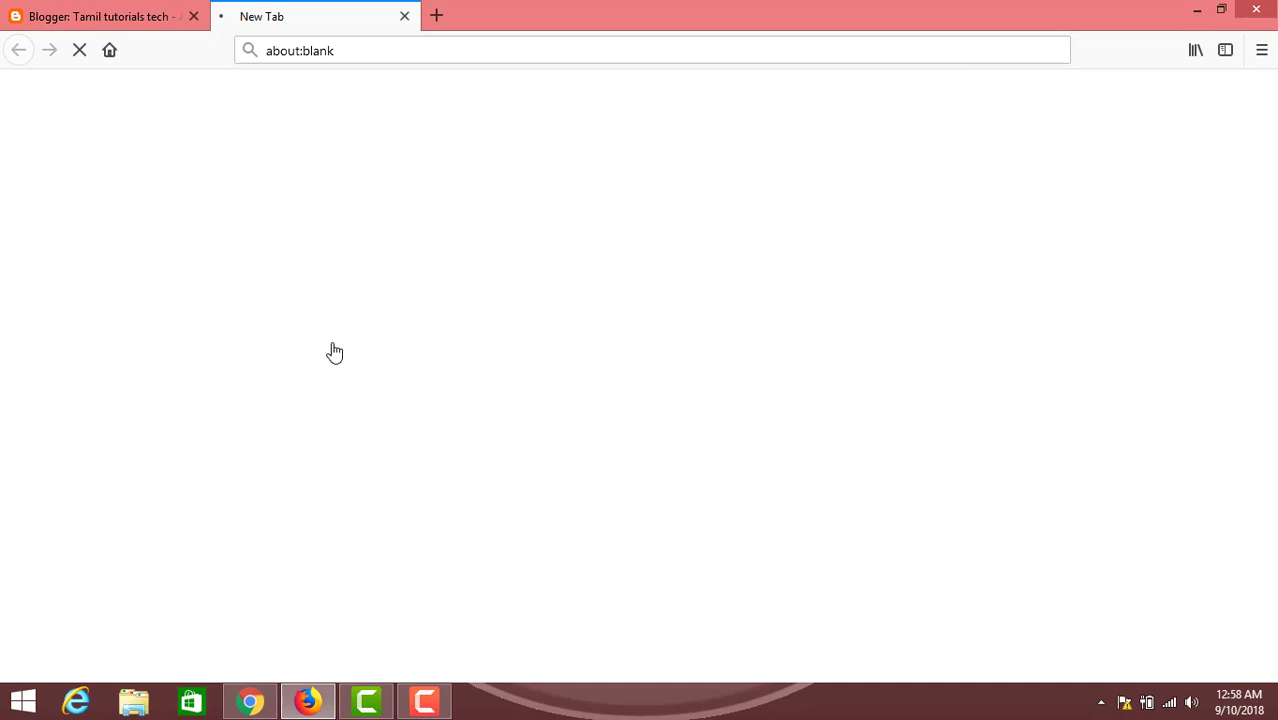 Blogger: Tamil tutorials tech -
New Tab
about:blank
12:58 AM
9/10/2018